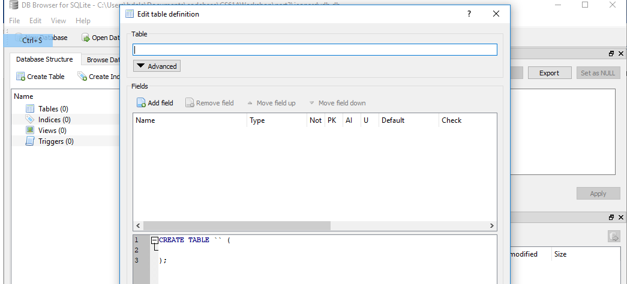 DB Browser for SQLite - C:\Users\
Edit table definition
?
File Edit View Help
Ctrl+S
Open Dat
Table
Database Structure Browse Dat
Advanced
Export Set as NULL
Create Table Create Ind
Fields
Add field Remove field Move field up Move field down
Name
Name Type Not PK AI U Default Check
Tables (0)
Indices (0)
Views (0)
Triggers (0)
Apply
1 CREATE TABLE `` (
2
3 );
modified Size